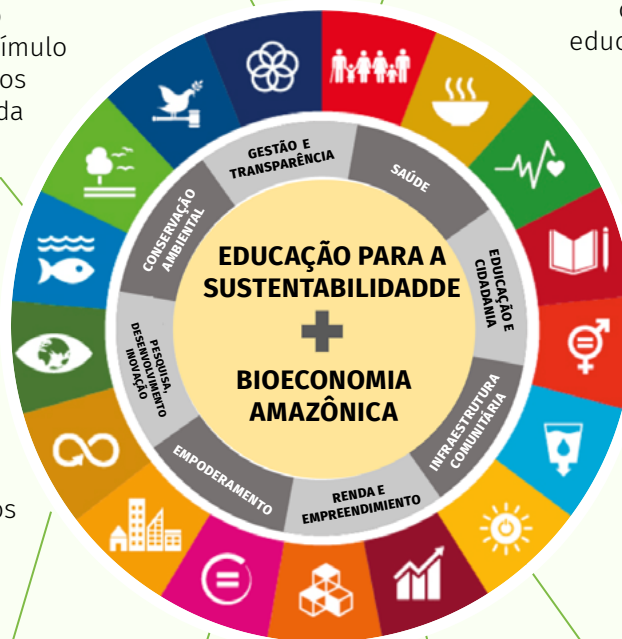 ímulo
os
da
educ
GESTÃO E
TRANSPARÊNCIA
SAÚDE
EDUCAÇÃO E
CIDADANIA
INFRAESTRUTURA
COMUNITÁRIA
RENDA E
EMPREENDIMENTO
EMPODERAMENTO
PESQUISA,
DESENVOLVIMENTO
INOVAÇÃO
CONSERVAÇÃO
AMBIENTAL
EDUCAÇÃO PARA A
SUSTENTABILIDADDE
+
BIOECONOMIA
AMAZÔNICA
os